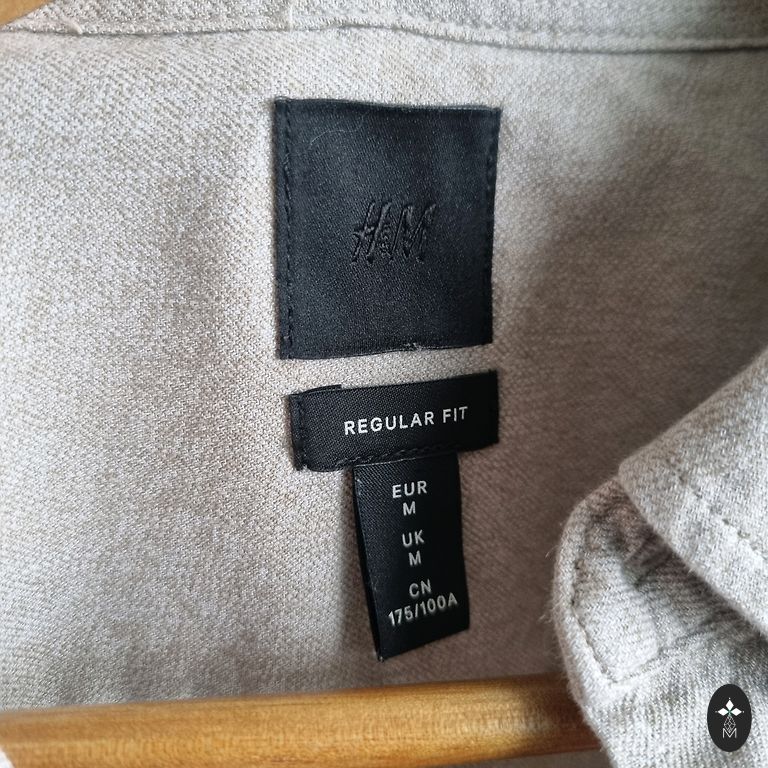 H&M
REGULAR FIT
EUR
M
UK
M
CN
175/100A